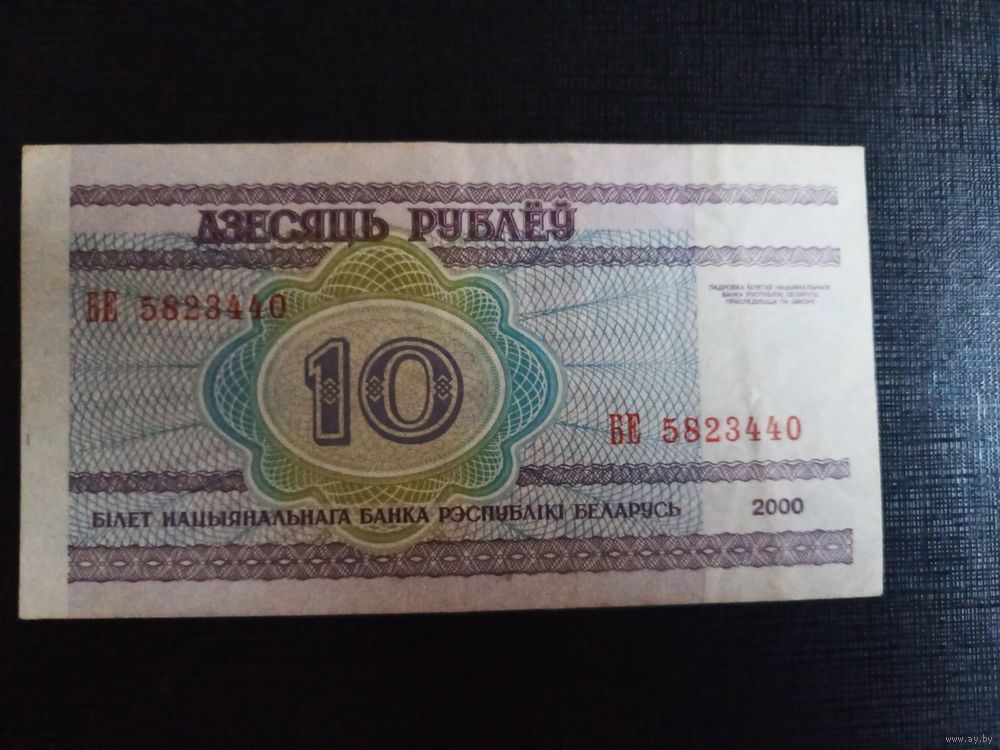 ДЗЕСЯЦЬ РУБЛЁЎ
БЕ 5823440
ПАДРОБКА БІЛЕТАЎ НАЦЫЯНАЛЬНАГА
БАНКА РЭСПУБЛІКІ БЕЛАРУСЬ
ПРАСЛЕДУЕЦЦА ПА ЗАКОНУ
10
БЕ 5823440
БІЛЕТ НАЦЫЯНАЛЬНАГА БАНКА РЭСПУБЛІКІ БЕЛАРУСЬ
2000
www.ay.by